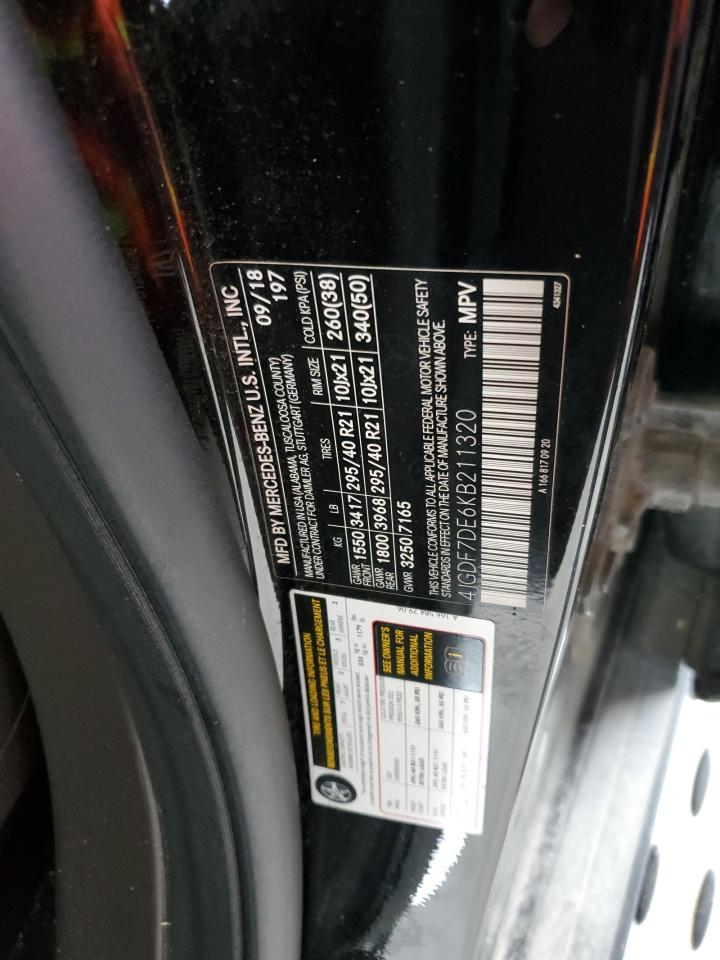 MFD BY MERCEDES-BENZ U.S. INTL., INC
MANUFACTURED IN USA (ALABAMA, TUSCALOOSA COUNTY) 09/18
UNDER CONTRACT FOR DAIMLER AG, STUTTGART (GERMANY) 197
KG LB TIRES RIM SIZE COLD KPA (PSI)
GAWR FRONT 1550 3417 295/40 R21 10Jx21 260(38)
GAWR REAR 1800 3968 295/40 R21 10Jx21 340(50)
GVWR 3250 7165
THIS VEHICLE CONFORMS TO ALL APPLICABLE FEDERAL MOTOR VEHICLE SAFETY
STANDARDS IN EFFECT ON THE DATE OF MANUFACTURE SHOWN ABOVE.
4JGDF7DE6KB211320 TYPE: MPV
A 166 817 09 20 4341327
TIRE AND LOADING INFORMATION
RENSEIGNEMENTS SUR LES PNEUS ET LE CHARGEMENT
SEE OWNER'S
MANUAL FOR
ADDITIONAL
INFORMATION
A 166 584 29 06